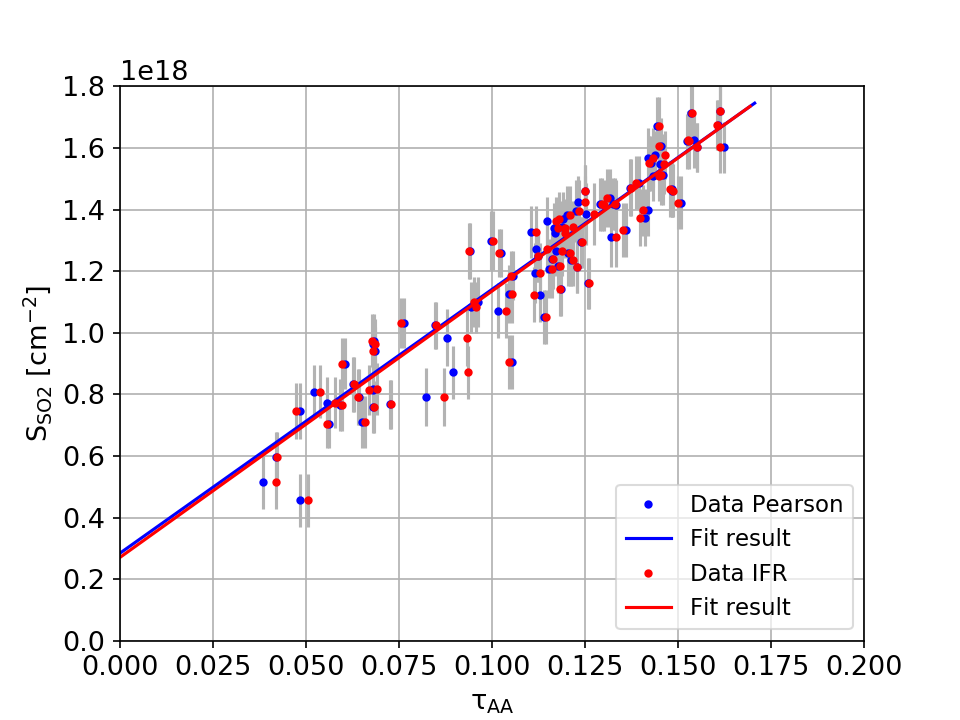 1e18
1.8
1.6
1.4
1.2
1.0
0.8
0.6
0.4
0.2
0.0
S_SO2 [cm^−2]
Data Pearson
Fit result
Data IFR
Fit result
0.000 0.025 0.050 0.075 0.100 0.125 0.150 0.175 0.200
τ_AA